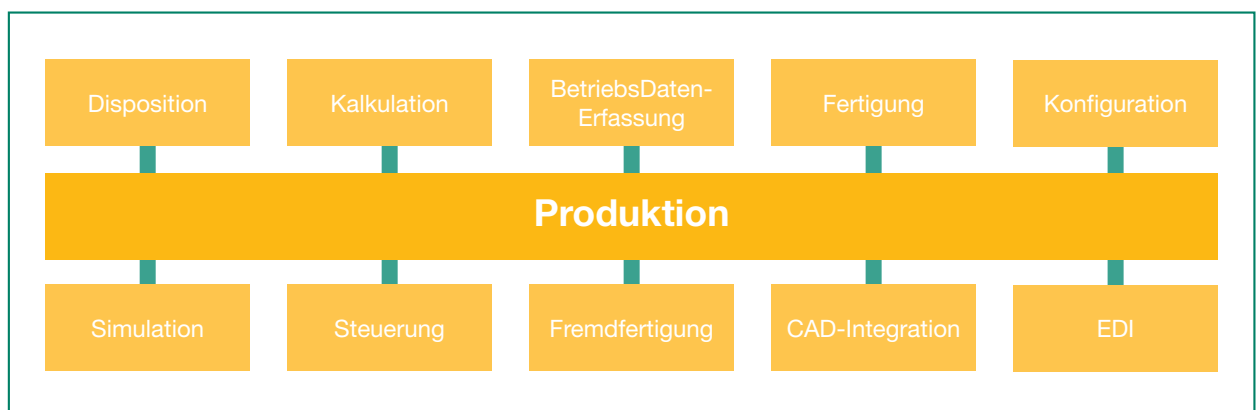 Disposition
Kalkulation
BetriebsDaten-
Erfassung
Fertigung
Konfiguration
Produktion
Simulation
Steuerung
Fremdfertigung
CAD-Integration
EDI